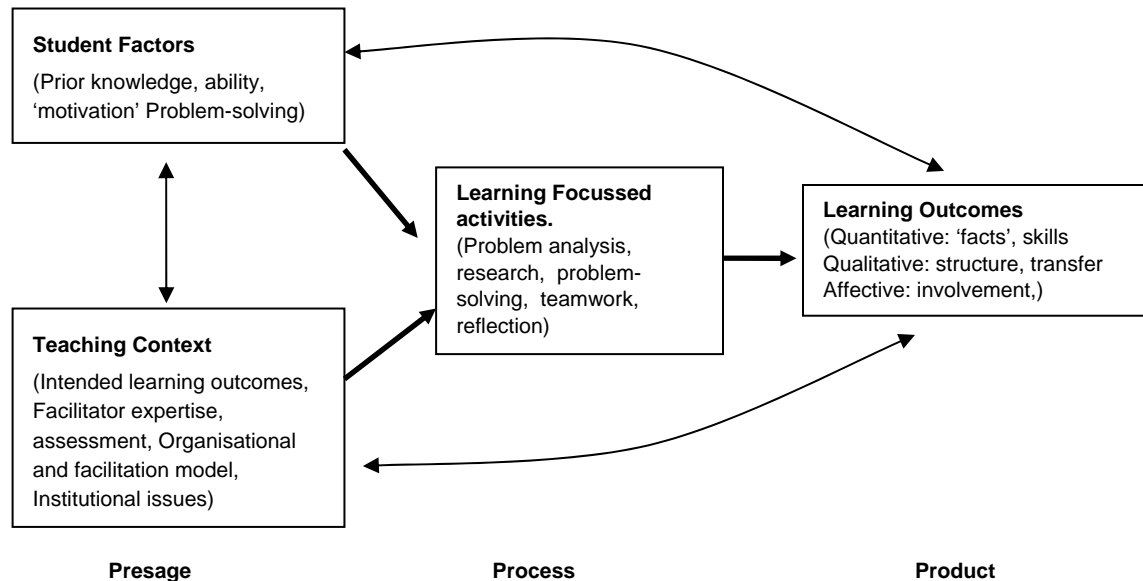 Student Factors
(Prior knowledge, ability,
‘motivation’ Problem-solving)
Teaching Context
(Intended learning outcomes,
Facilitator expertise,
assessment, Organisational
and facilitation model,
Institutional issues)
Learning Focussed
activities.
(Problem analysis,
research, problem-
solving, teamwork,
reflection)
Learning Outcomes
(Quantitative: ‘facts’, skills
Qualitative: structure, transfer
Affective: involvement,)
Presage
Process
Product